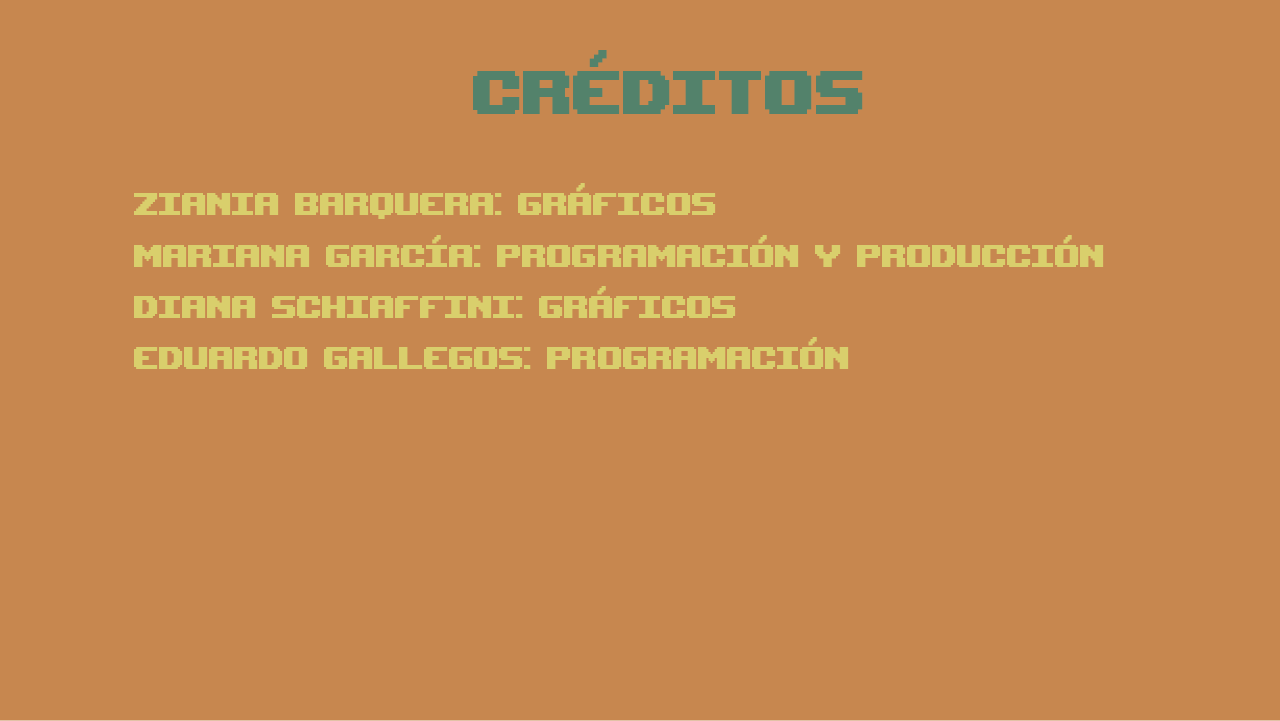 CRÉDITOS
ZIANIA BARQUERA: GRÁFICOS
MARIANA GARCÍA: PROGRAMACIÓN Y PRODUCCIÓN
DIANA SCHIAFFINI: GRÁFICOS
EDUARDO GALLEGOS: PROGRAMACIÓN